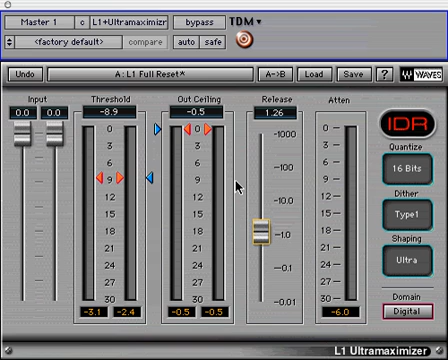 Master 1 c L1+Ultramaximizr bypass TDM
<factory default> compare auto safe
Undo A: L1 Full Reset* A->B Load Save ? W WAVES
Input Threshold Out Ceiling Release Atten
0.0 0.0 -8.9 -0.5 1.26
IDR
0 0 -1000 0
3 3 3
6 6 6
9 9 -100 9
12 12 12
15 15 -10.0 15
18 18 18
21 21 -1.0 21
24 24 24
27 27 -0.1 27
30 30 -0.01 30
Quantize
16 Bits
Dither
Type1
Shaping
Ultra
Domain
Digital
-3.1 -2.4 -0.5 -0.5 -6.0
L1 Ultramaximizer